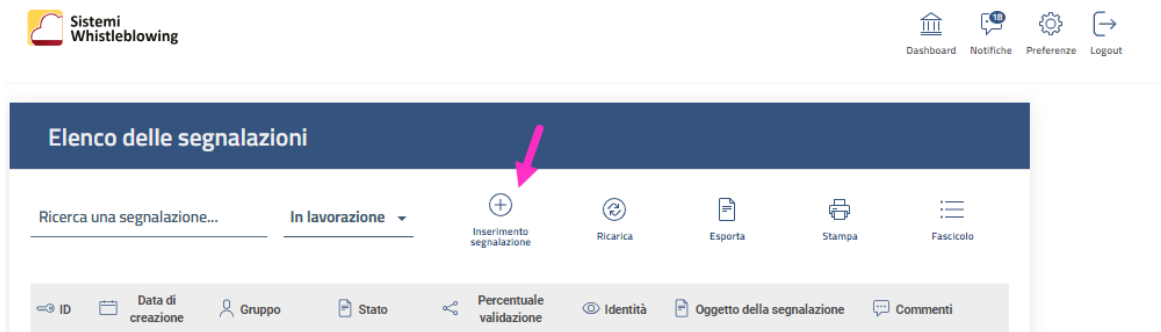 Sistemi
Whistleblowing
18
Dashboard Notifiche Preferenze Logout
Elenco delle segnalazioni
Ricerca una segnalazione... In lavorazione
Inserimento
segnalazione
Ricarica Esporta Stampa Fascicolo
ID Data di
creazione Gruppo Stato Percentuale
validazione Identità Oggetto della segnalazione Commenti